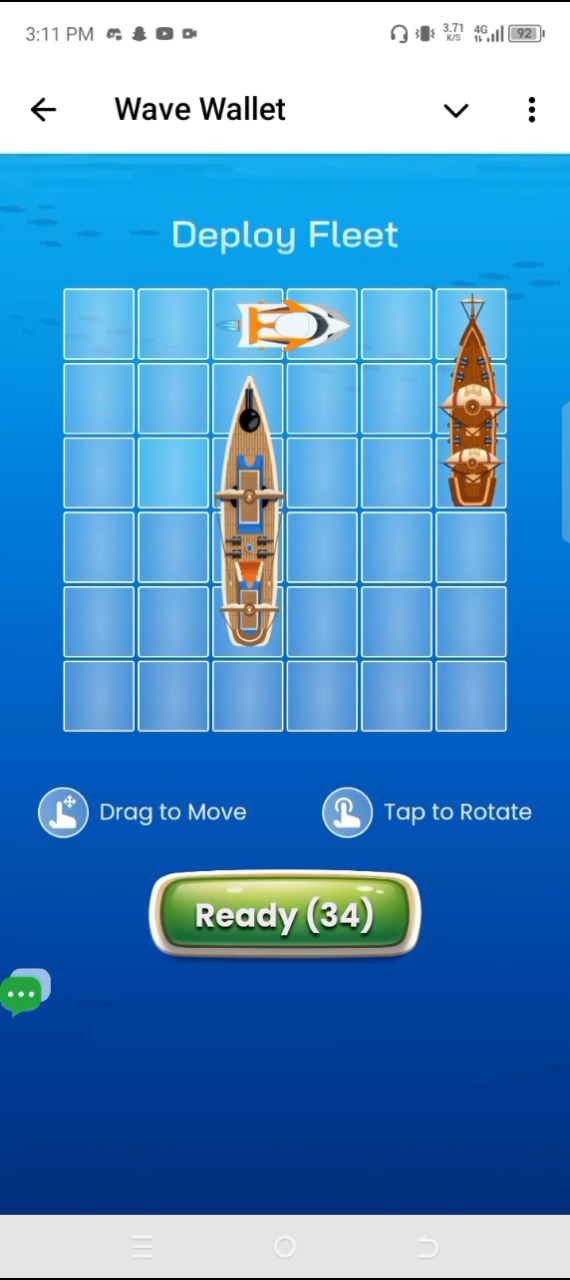 3:11 PM 3.71 K/S 4G 92
Wave Wallet
Deploy Fleet
Drag to Move Tap to Rotate
Ready (34)